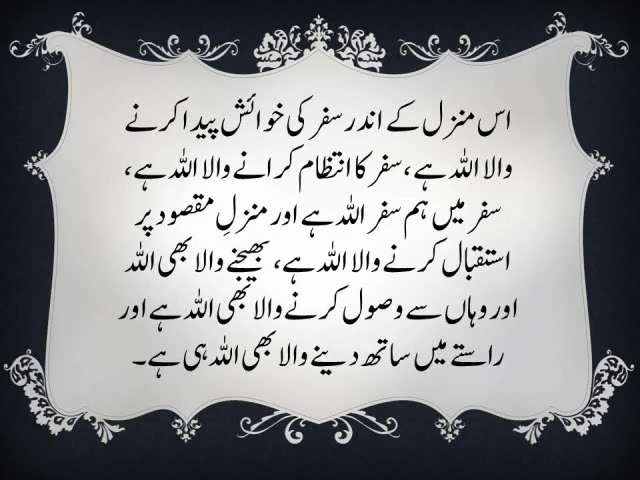 اس منزل کے اندر سفر کی خوائش پیدا کرنے
والا اللہ ہے، سفر کا انتظام کرانے والا اللہ ہے،
سفر میں ہم سفر اللہ ہے اور منزلِ مقصود پر
استقبال کرنے والا اللہ ہے، بھیجنے والا بھی اللہ
اور وہاں سے وصول کرنے والا بھی اللہ ہے اور
راستے میں ساتھ دینے والا بھی اللہ ہی ہے۔